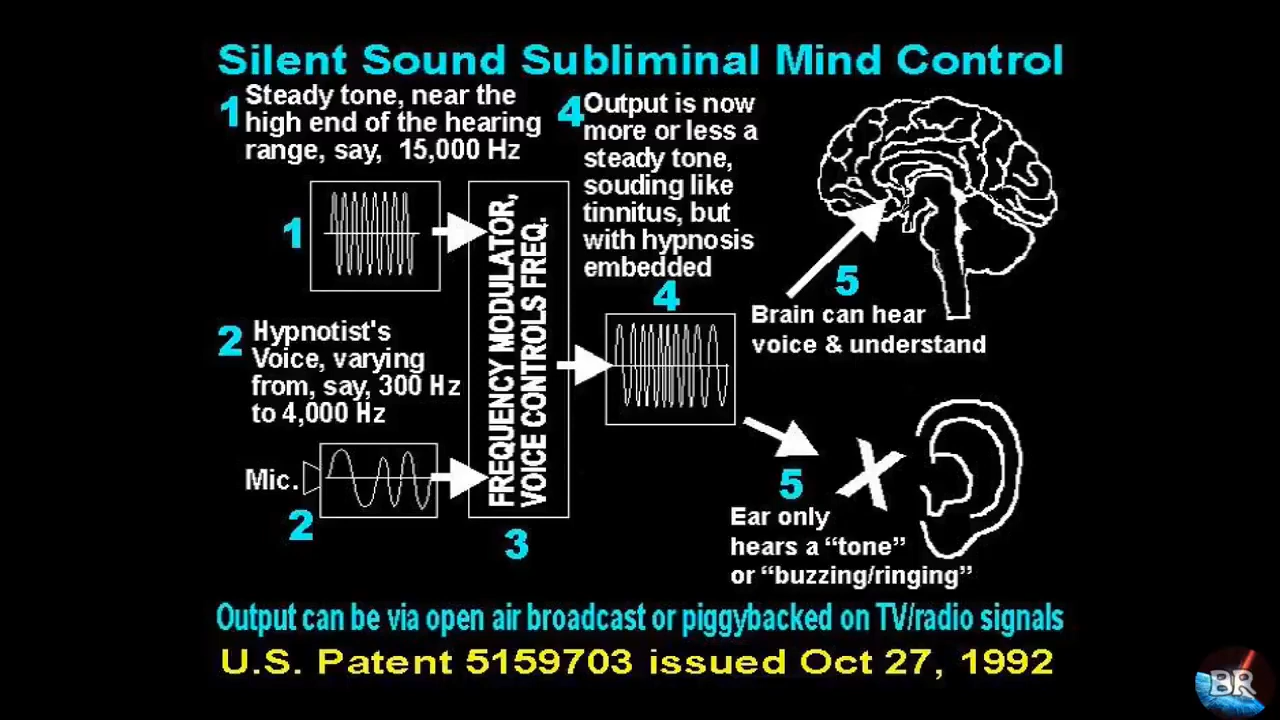 Silent Sound Subliminal Mind Control
1 Steady tone, near the
high end of the hearing
range, say, 15,000 Hz
1
2 Hypnotist's
Voice, varying
from, say, 300 Hz
to 4,000 Hz
Mic.
2
FREQUENCY MODULATOR,
VOICE CONTROLS FREQ.
3
4 Output is now
more or less a
steady tone,
souding like
tinnitus, but
with hypnosis
embedded
4
5
Brain can hear
voice & understand
X
5
Ear only
hears a “tone”
or “buzzing/ringing”
Output can be via open air broadcast or piggybacked on TV/radio signals
U.S. Patent 5159703 issued Oct 27, 1992
BR